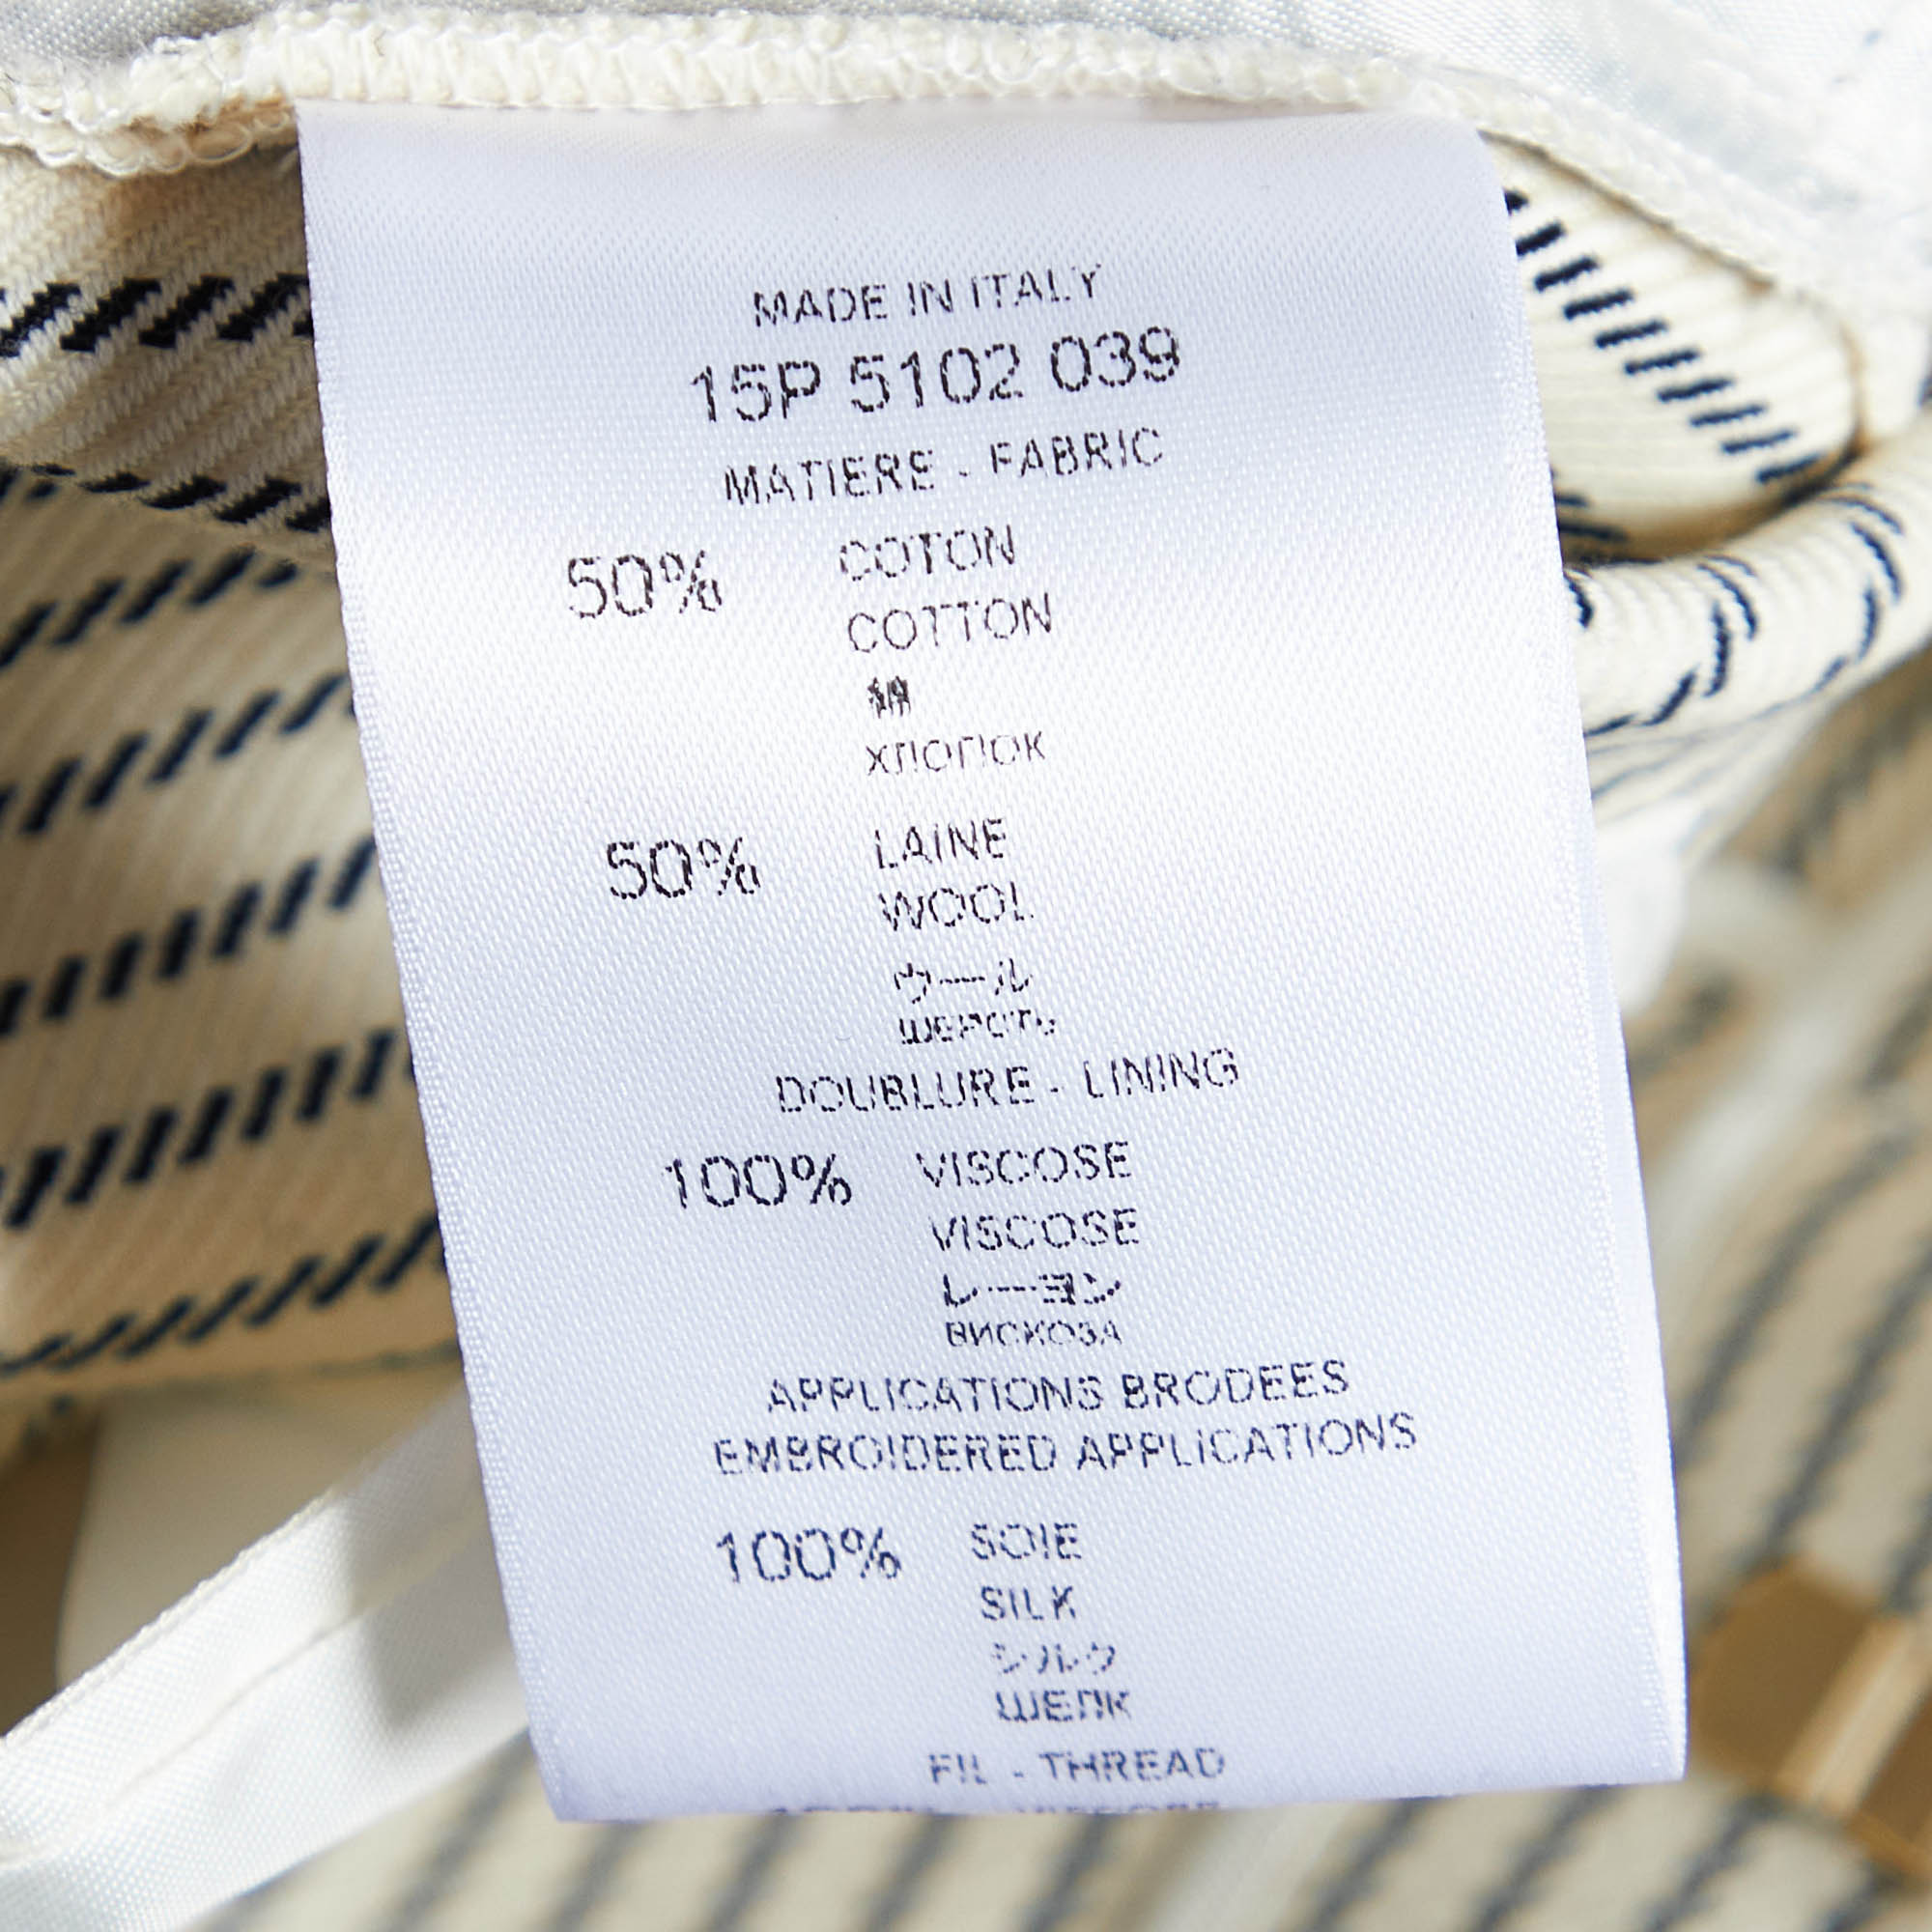 MADE IN ITALY
15P 5102 039
MATIERE - FABRIC
50% COTON
COTTON
綿
ХЛОПОК
50% LAINE
WOOL
ウール
ШЕРСТЬ
DOUBLURE - LINING
100% VISCOSE
VISCOSE
レーヨン
ВИСКОЗА
APPLICATIONS BRODEES
EMBROIDERED APPLICATIONS
100% SOIE
SILK
シルク
ШЕЛК
FIL - THREAD